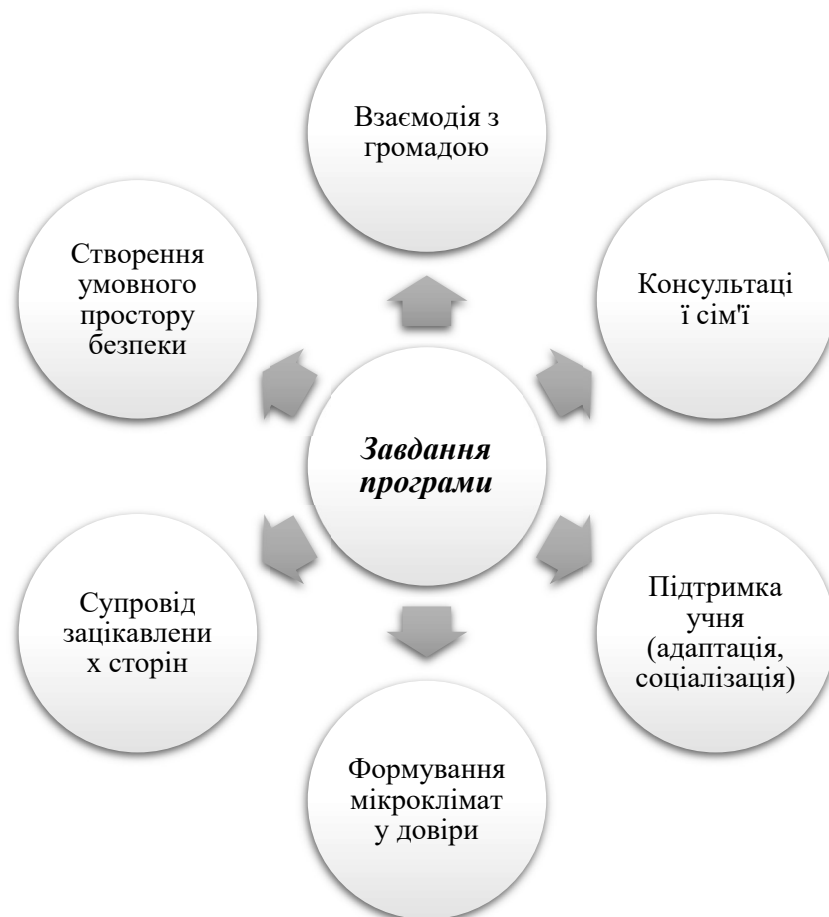 Взаємодія з
громадою
Створення
умовного
простору
безпеки
Консультаці
ї сім'ї
Завдання
програми
Супровід
зацікавлени
х сторін
Підтримка
учня
(адаптація,
соціалізація)
Формування
мікроклімат
у довіри